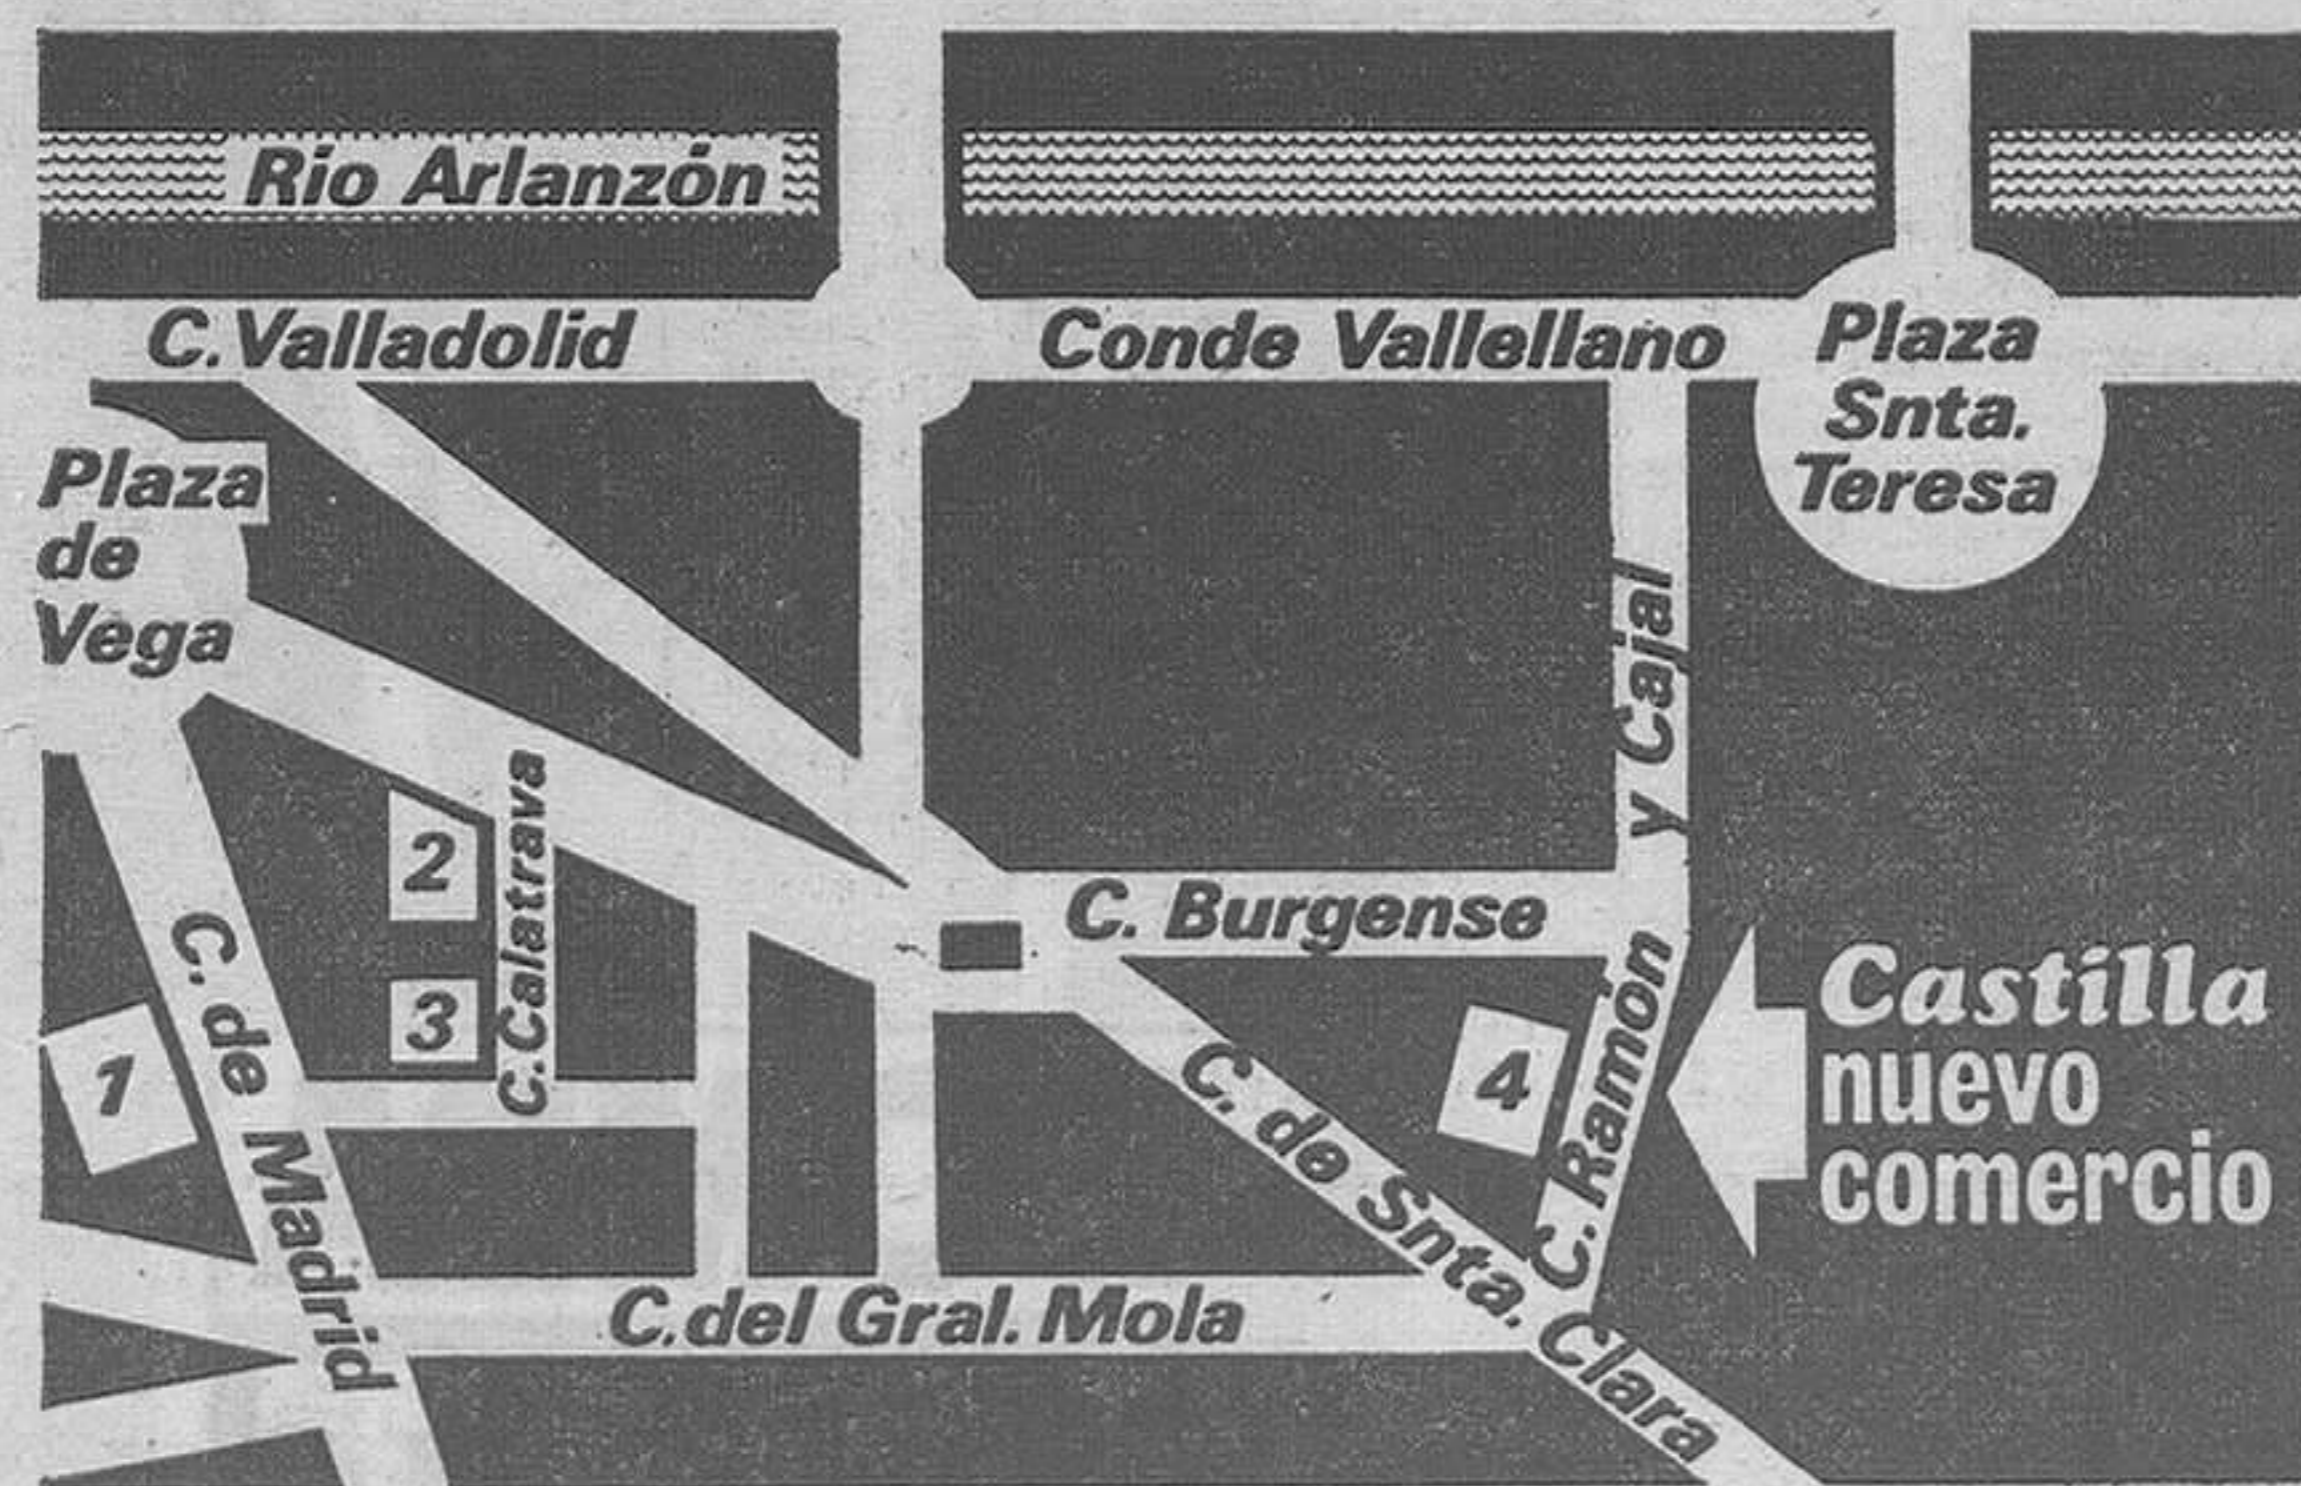 Rio Arlanzón
C. Valladolid
Conde Vallellano
Plaza
Snta.
Teresa
Plaza
de
Vega
C. Ramón y Cajal
2
C. Calatrava
C. Burgense
3
C. de Madrid
1
4
Castilla
nuevo
comercio
C. de Snta. Clara
C. del Gral. Mola